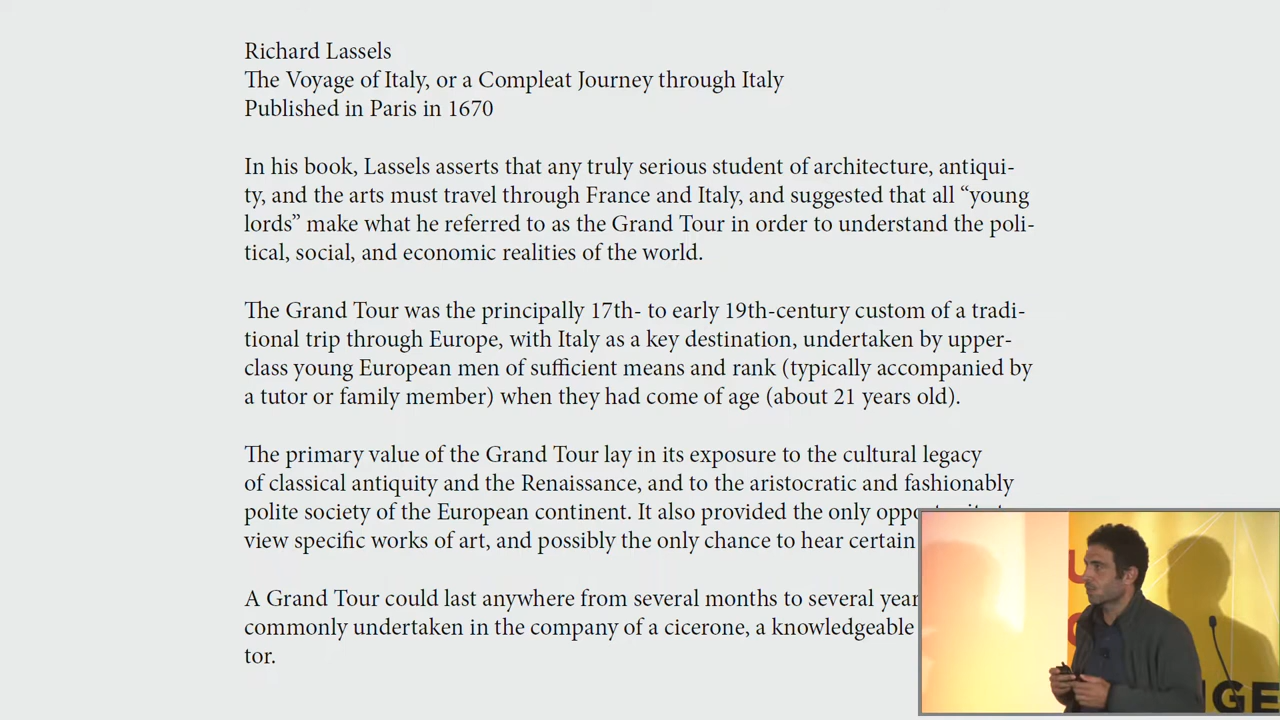 Richard Lassels
The Voyage of Italy, or a Compleat Journey through Italy
Published in Paris in 1670
In his book, Lassels asserts that any truly serious student of architecture, antiqui-
ty, and the arts must travel through France and Italy, and suggested that all “young
lords” make what he referred to as the Grand Tour in order to understand the poli-
tical, social, and economic realities of the world.
The Grand Tour was the principally 17th- to early 19th-century custom of a tradi-
tional trip through Europe, with Italy as a key destination, undertaken by upper-
class young European men of sufficient means and rank (typically accompanied by
a tutor or family member) when they had come of age (about 21 years old).
The primary value of the Grand Tour lay in its exposure to the cultural legacy
of classical antiquity and the Renaissance, and to the aristocratic and fashionably
polite society of the European continent. It also provided the only
view specific works of art, and possibly the only chance to hear certain
A Grand Tour could last anywhere from several months to several
commonly undertaken in the company of a cicerone, a knowledgeable
tor.